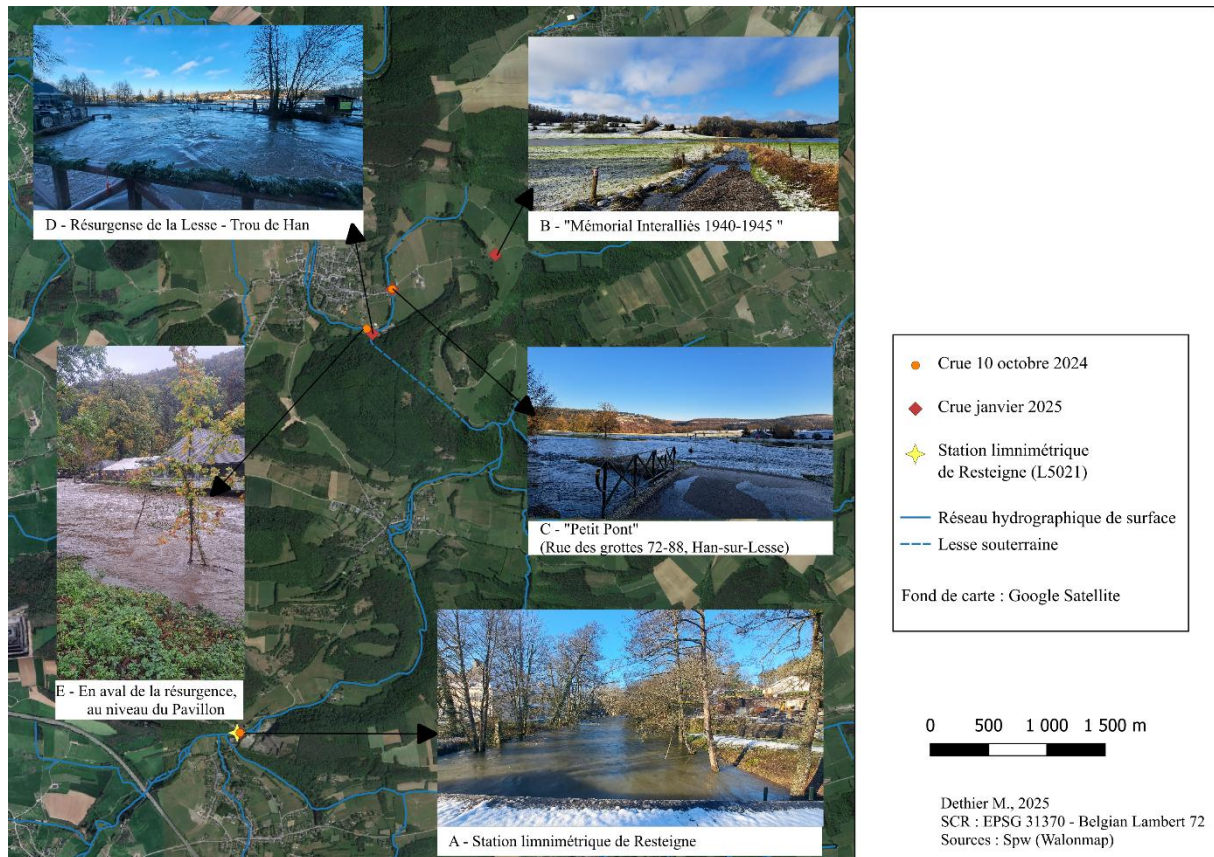 D - Résurgense de la Lesse - Trou de Han
B - "Mémorial Interalliés 1940-1945 "
C - "Petit Pont"
(Rue des grottes 72-88, Han-sur-Lesse)
E - En aval de la résurgence,
au niveau du Pavillon
A - Station limnimétrique de Resteigne
Crue 10 octobre 2024
Crue janvier 2025
Station limnimétrique
de Resteigne (L5021)
Réseau hydrographique de surface
Lesse souterraine
Fond de carte : Google Satellite
0 500 1 000 1 500 m
Dethier M., 2025
SCR : EPSG 31370 - Belgian Lambert 72
Sources : Spw (Walonmap)